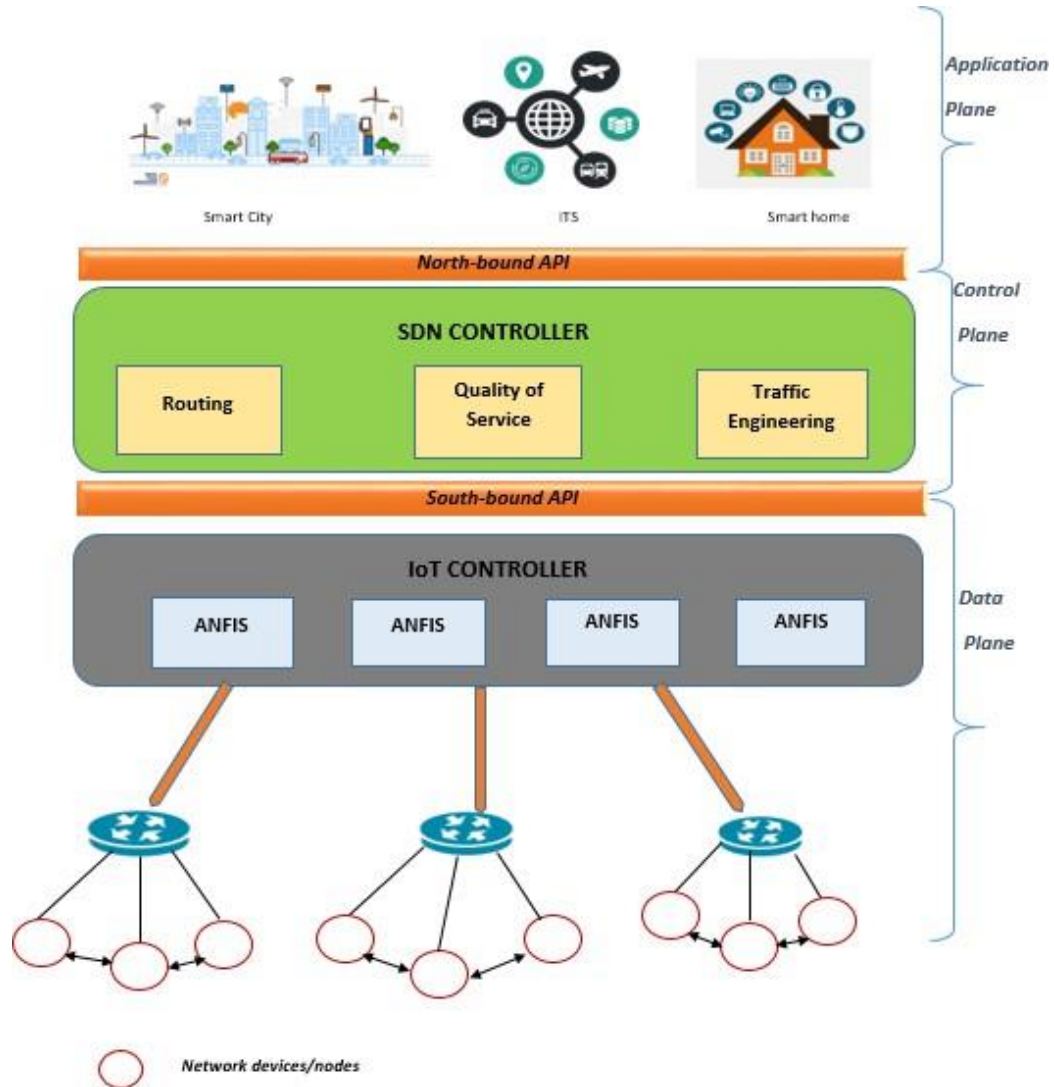 Application
Plane
Smart City
ITS
Smart home
North-bound API
Control
Plane
SDN CONTROLLER
Routing
Quality of
Service
Traffic
Engineering
South-bound API
IoT CONTROLLER
ANFIS
ANFIS
ANFIS
ANFIS
Data
Plane
Network devices/nodes